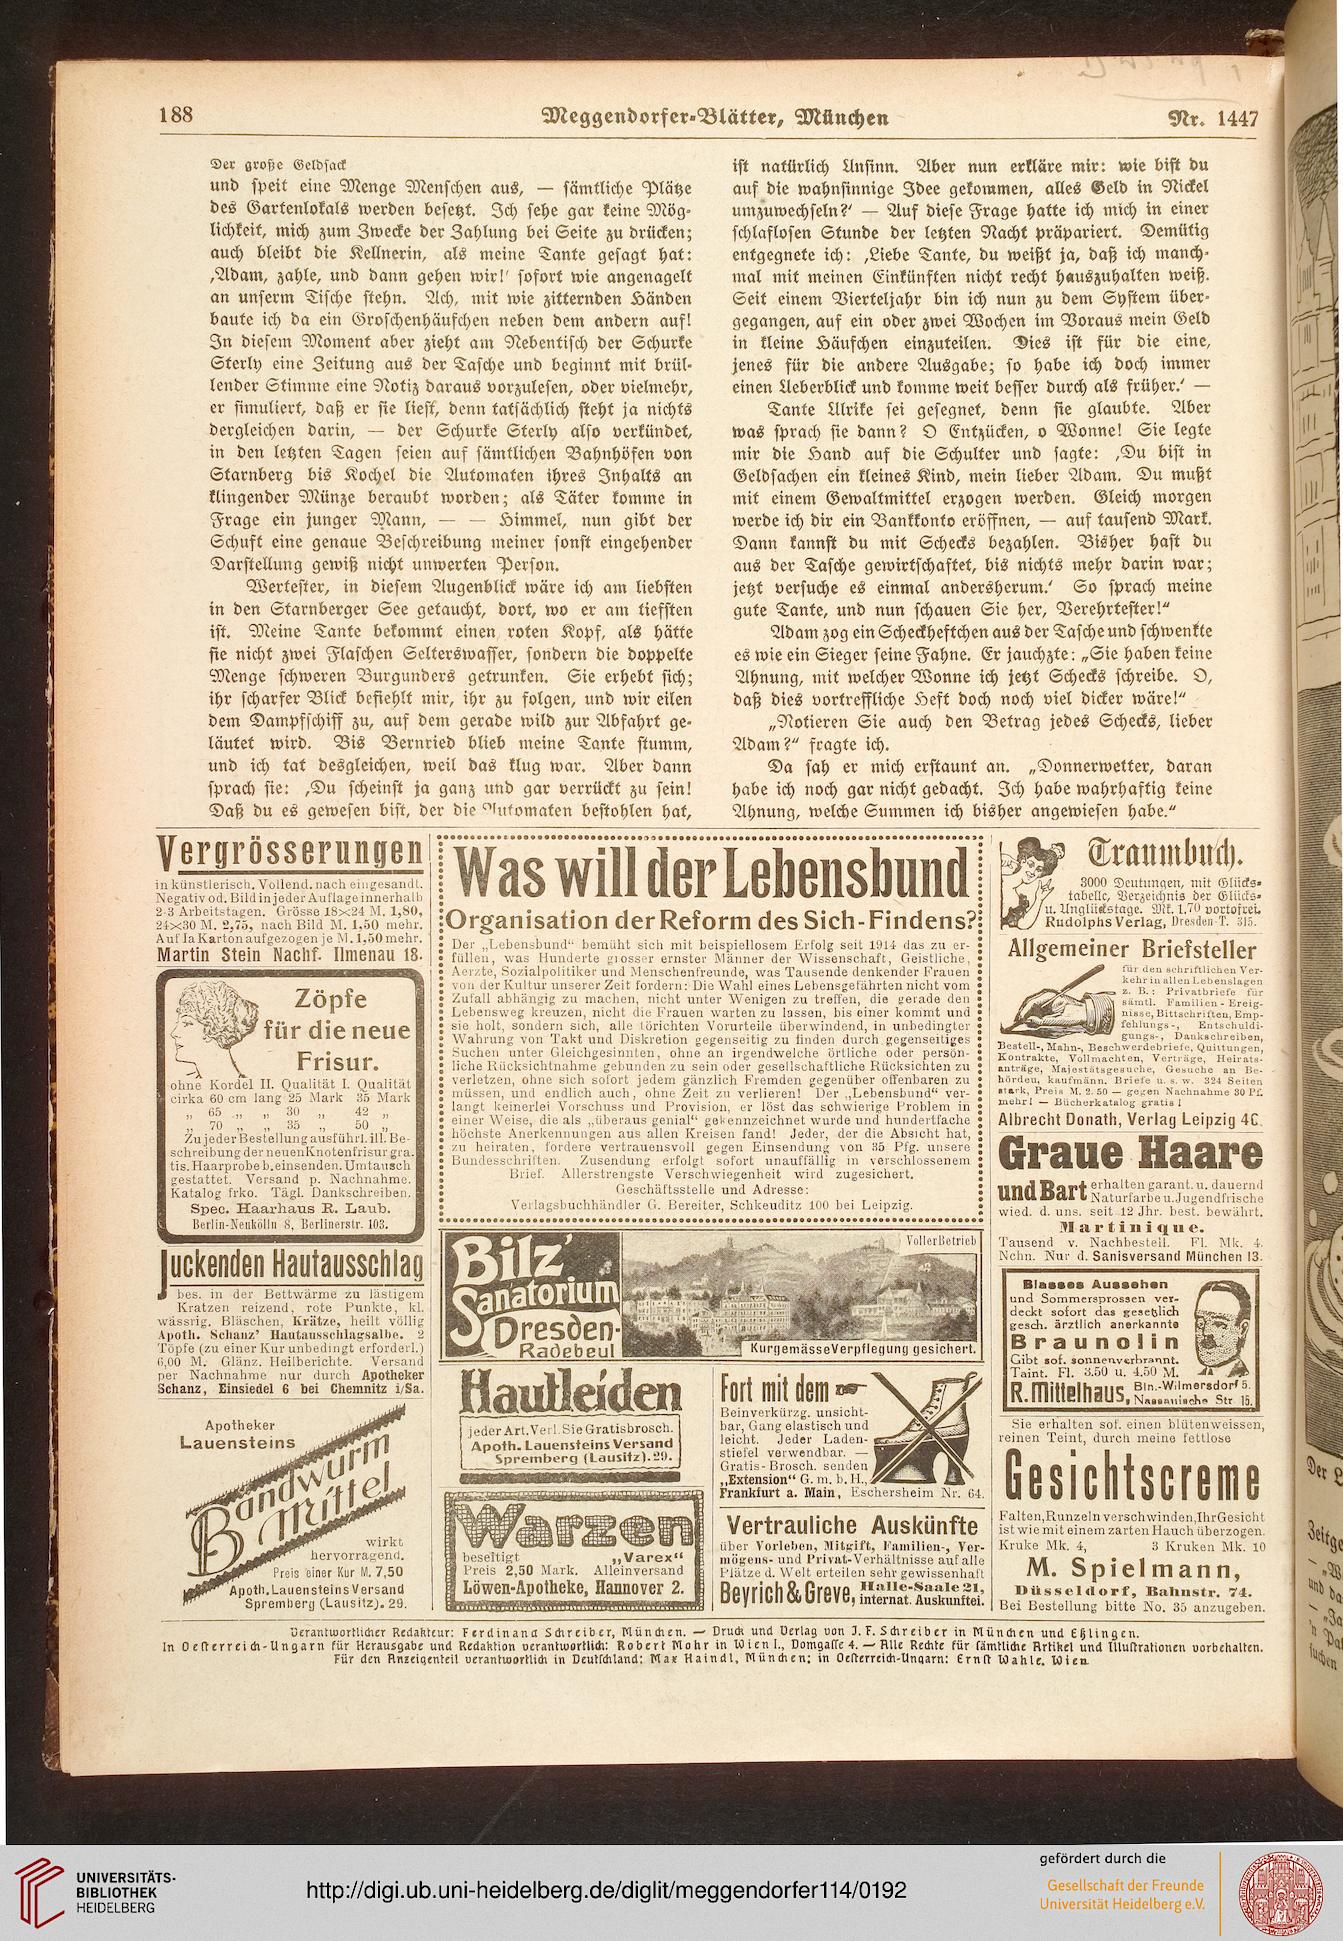 188
Meggendorfer-Blätter, München
Nr. 1447
Der große Geldsack
und speit eine Menge Menschen aus, — sämtliche Plätze
des Gartenlokals werden besetzt. Ich sehe gar keine Mög-
lichkeit, mich zum Zwecke der Zahlung bei Seite zu drücken;
auch bleibt die Kellnerin, als meine Tante gesagt hat:
‚Adam, zahle, und dann gehen wir!' sofort wie angenagelt
an unserm Tische stehn. Ach, mit wie zitternden Händen
baute ich da ein Groschenhäufchen neben dem andern auf!
In diesem Moment aber zieht am Nebentisch der Schurke
Sterly eine Zeitung aus der Tasche und beginnt mit brül-
lender Stimme eine Notiz daraus vorzulesen, oder vielmehr,
er simuliert, daß er sie liest, denn tatsächlich steht ja nichts
dergleichen darin, — der Schurke Sterly also verkündet,
in den letzten Tagen seien auf sämtlichen Bahnhöfen von
Starnberg bis Kochel die Automaten ihres Inhalts an
klingender Münze beraubt worden; als Täter komme in
Frage ein junger Mann, — — Himmel, nun gibt der
Schuft eine genaue Beschreibung meiner sonst eingehender
Darstellung gewiß nicht unwerten Person.
Wertester, in diesem Augenblick wäre ich am liebsten
in den Starnberger See getaucht, dort, wo er am tiefsten
ist. Meine Tante bekommt einen roten Kopf, als hätte
sie nicht zwei Flaschen Selterswasser, sondern die doppelte
Menge schweren Burgunders getrunken. Sie erhebt sich;
ihr scharfer Blick befiehlt mir, ihr zu folgen, und wir eilen
dem Dampfschiff zu, auf dem gerade wild zur Abfahrt ge-
läutet wird. Bis Bernried blieb meine Tante stumm,
und ich tat desgleichen, weil das klug war. Aber dann
sprach sie: ‚Du scheinst ja ganz und gar verrückt zu sein!
Daß du es gewesen bist, der die Automaten bestohlen hat,
ist natürlich Unsinn. Aber nun erkläre mir: wie bist du
auf die wahnsinnige Idee gekommen, alles Geld in Nickel
umzuwechseln?' — Auf diese Frage hatte ich mich in einer
schlaflosen Stunde der letzten Nacht präpariert. Demütig
entgegnete ich: ‚Liebe Tante, du weißt ja, daß ich manch-
mal mit meinen Einkünften nicht recht hauszuhalten weiß.
Seit einem Vierteljahr bin ich nun zu dem System über-
gegangen, auf ein oder zwei Wochen im Voraus mein Geld
in kleine Häufchen einzuteilen. Dies ist für die eine,
jenes für die andere Ausgabe; so habe ich doch immer
einen Ueberblick und komme weit besser durch als früher.' —
Tante Ulrike sei gesegnet, denn sie glaubte. Aber
was sprach sie dann? O Entzücken, o Wonne! Sie legte
mir die Hand auf die Schulter und sagte: ‚Du bist in
Geldsachen ein kleines Kind, mein lieber Adam. Du mußt
mit einem Gewaltmittel erzogen werden. Gleich morgen
werde ich dir ein Bankkonto eröffnen, — auf tausend Mark.
Dann kannst du mit Schecks bezahlen. Bisher hast du
aus der Tasche gewirtschaftet, bis nichts mehr darin war;
jetzt versuche es einmal andersherum.' So sprach meine
gute Tante, und nun schauen Sie her, Verehrtester!"
Adam zog ein Scheckheftchen aus der Tasche und schwenkte
es wie ein Sieger seine Fahne. Er jauchzte: „Sie haben keine
Ahnung, mit welcher Wonne ich jetzt Schecks schreibe. O,
daß dies vortreffliche Heft doch noch viel dicker wäre!"
„Notieren Sie auch den Betrag jedes Schecks, lieber
Adam?" fragte ich.
Da sah er mich erstaunt an. „Donnerwetter, daran
habe ich noch gar nicht gedacht. Ich habe wahrhaftig keine
Ahnung, welche Summen ich bisher angewiesen habe."
Vergrösserungen
in künstlerisch. Vollend. nach eingesandt.
Negativ od. Bild in jeder Auflage innerhalb
2-3 Arbeitstagen. Grösse 18×24 M. 1,80,
24×30 M. 2,75, nach Bild M. 1,50 mehr.
Auf Ia Karton aufgezogen je M. 1,50 mehr.
Martin Stein Nachf. Ilmenau 18.
Zöpfe
für die neue
Frisur.
ohne Kordel II. Qualität I. Qualität
cirka 60 cm lang 25 Mark 35 Mark
„ 65 „ „ 30 „ 42 „
„ 70 „ „ 35 „ 50 „
Zu jeder Bestellung ausführl. ill. Be-
schreibung der neuen Knotenfrisur gra-
tis. Haarprobe b. einsenden. Umtausch
gestattet. Versand p. Nachnahme.
Katalog frko. Tägl. Dankschreiben.
Spec. Haarhaus R. Laub.
Berlin-Neukölln 8, Berlinerstr. 103.
Juckenden Hautausschlag
bes. in der Bettwärme zu lästigem
Kratzen reizend, rote Punkte, kl.
wässrig. Bläschen, Krätze, heilt völlig
Apoth. Schanz' Hautausschlagsalbe. 2
Töpfe (zu einer Kur unbedingt erforderl.)
6,00 M. Glänz. Heilberichte. Versand
per Nachnahme nur durch Apotheker
Schanz, Einsiedel 6 bei Chemnitz i/Sa.
Apotheker
Lauensteins
Bandwurm
Mittel
wirkt
hervorragend.
Preis einer Kur M. 7,50
Apoth. Lauensteins Versand
Spremberg (Lausitz). 29.
Was will der Lebensbund
Organisation der Reform des Sich-Findens?
Der „Lebensbund" bemüht sich mit beispiellosem Erfolg seit 1914 das zu er-
füllen, was Hunderte grosser ernster Männer der Wissenschaft, Geistliche,
Aerzte, Sozialpolitiker und Menschenfreunde, was Tausende denkender Frauen
von der Kultur unserer Zeit fordern: Die Wahl eines Lebensgefährten nicht vom
Zufall abhängig zu machen, nicht unter Wenigen zu treffen, die gerade den
Lebensweg kreuzen, nicht die Frauen warten zu lassen, bis einer kommt und
sie holt, sondern sich, alle törichten Vorurteile überwindend, in unbedingter
Wahrung von Takt und Diskretion gegenseitig zu finden durch gegenseitiges
Suchen unter Gleichgesinnten, ohne an irgendwelche örtliche oder persön-
liche Rücksichtnahme gebunden zu sein oder gesellschaftliche Rücksichten zu
verletzen, ohne sich sofort jedem gänzlich Fremden gegenüber offenbaren zu
müssen, und endlich auch, ohne Zeit zu verlieren! Der „Lebensbund" ver-
langt keinerlei Vorschuss und Provision, er löst das schwierige Problem in
einer Weise, die als „überaus genial" gekennzeichnet wurde und hundertfache
höchste Anerkennungen aus allen Kreisen fand! Jeder, der die Absicht hat,
zu heiraten, fordere vertrauensvoll gegen Einsendung von 35 Pfg. unsere
Bundesschriften. Zusendung erfolgt sofort unauffällig in verschlossenem
Brief. Allerstrengste Verschwiegenheit wird zugesichert.
Geschäftsstelle und Adresse:
Verlagsbuchhändler G. Bereiter, Schkeuditz 100 bei Leipzig.
Bilz'
Sanatorium
Dresden-
Radebeul
Voller Betrieb
Kurgemässe Verpflegung gesichert.
Hautleiden
jeder Art. Verl. Sie Gratisbrosch.
Apoth. Lauensteins Versand
Spremberg (Lausitz). 29.
Warzen
beseitigt „Varex"
Preis 2,50 Mark. Alleinversand
Löwen-Apotheke, Hannover 2.
Fort mit dem
Beinverkürzg. unsicht-
bar, Gang elastisch und
leicht. Jeder Laden-
stiefel verwendbar. —
Gratis-Brosch. senden
„Extension" G. m. b. H.,
Frankfurt a. Main, Eschersheim Nr. 64.
Vertrauliche Auskünfte
über Vorleben, Mitgift, Familien-, Ver-
mögens- und Privat-Verhältnisse auf alle
Plätze d. Welt erteilen sehr gewissenhaft
Beyrich & Greve, Halle-Saale 21,
internat. Auskunftei.
Traumbuch.
3000 Deutungen, mit Glücks-
tabelle, Verzeichnis der Glücks-
u. Unglückstage. Mk. 1.70 portofrei.
Rudolphs Verlag, Dresden-T. 315.
Allgemeiner Briefsteller
für den schriftlichen Ver-
kehr in allen Lebenslagen
z. B.: Privatbriefe für
sämtl. Familien-Ereig-
nisse, Bittschriften, Emp-
fehlungs-, Entschuldi-
gungs-, Dankschreiben,
Bestell-, Mahn-, Beschwerdebriefe, Quittungen,
Kontrakte, Vollmachten, Verträge, Heirats-
anträge, Majestätsgesuche, Gesuche an Be-
hörden, kaufmänn. Briefe u. s. w. 324 Seiten
stark, Preis M. 2.50 — gegen Nachnahme 30 Pf.
mehr! — Bücherkatalog gratis!
Albrecht Donath, Verlag Leipzig 4C.
Graue Haare
und Bart erhalten garant. u. dauernd
Naturfarbe u. Jugendfrische
wied. d. uns. seit 12 Jhr. best. bewährt.
Martinique.
Tausend v. Nachbestell. Fl. Mk. 4.
Nchn. Nur d. Sanisversand München 13.
Blasses Aussehen
und Sommersprossen ver-
deckt sofort das gesetzlich
gesch. ärztlich anerkannte
Braunolin
Gibt sof. sonnenverbrannt.
Taint. Fl. 3.50 u. 4.50 M.
R. Mittelhaus, Bln.-Wilmersdorf 5.
Nassauische Str. 15.
Sie erhalten sof. einen blütenweissen,
reinen Teint, durch meine fettlose
Gesichtscreme
Falten, Runzeln verschwinden, Ihr Gesicht
ist wie mit einem zarten Hauch überzogen.
Kruke Mk. 4, 3 Kruken Mk. 10
M. Spielmann,
Düsseldorf, Bahnstr. 74.
Bei Bestellung bitte No. 35 anzugeben.
Verantwortlicher Redakteur: Ferdinand Schreiber, München. — Druck und Verlag von J. F. Schreiber in München und Eßlingen.
In Oesterreich-Ungarn für Herausgabe und Redaktion verantwortlich: Robert Mohr in Wien I., Domgasse 4. — Alle Rechte für sämtliche Artikel und Illustrationen vorbehalten.
Für den Anzeigenteil verantwortlich in Deutschland: Max Haindl, München; in Oesterreich-Ungarn: Ernst Wahle, Wien.
UNIVERSITÄTS-
BIBLIOTHEK
HEIDELBERG
http://digi.ub.uni-heidelberg.de/diglit/meggendorfer114/0192
gefördert durch die
Gesellschaft der Freunde
Universität Heidelberg e.V.